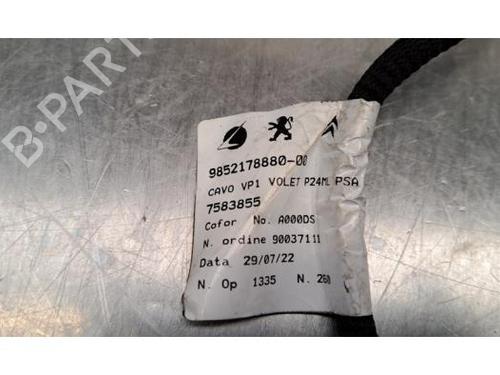 9852178880-00
CAVO VP1 VOLET P24ML PSA
7583855
Cofor No. A000DS
N. ordine 90037111
Data 29/07/22
N. Op 1335 N. 260
B-PARTS